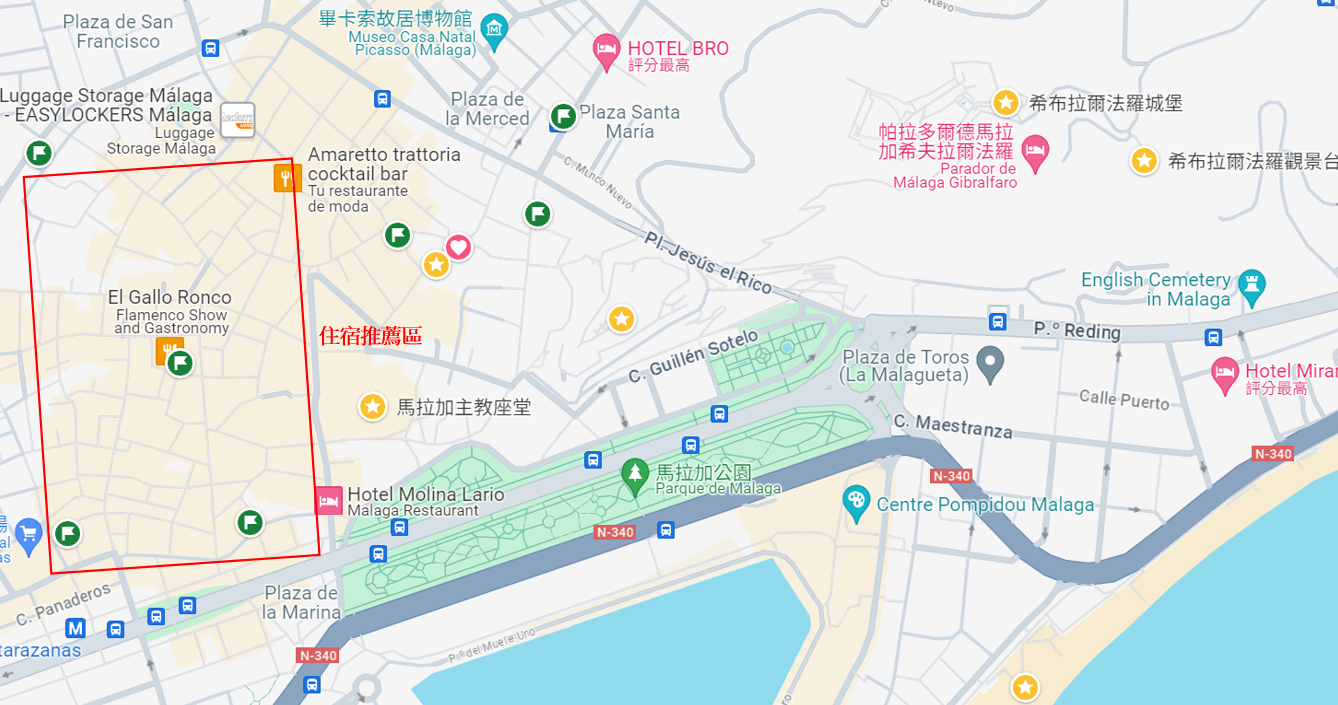 Plaza de San
Francisco
畢卡索故居博物館
Museo Casa Natal
Picasso (Málaga)
HOTEL BRO
評分最高
Luggage Storage Málaga
- EASYLOCKERS Málaga
Luggage
Storage Málaga
Plaza de
la Merced
Plaza Santa
María
希布拉爾法羅城堡
帕拉多爾德馬拉
加希夫拉爾法羅
Parador de
Málaga Gibralfaro
希布拉爾法羅觀景台
Amaretto trattoria
cocktail bar
Tu restaurante
de moda
C. Mundo Nuevo
Pl. Jesús el Rico
El Gallo Ronco
Flamenco Show
and Gastronomy
住宿推薦區
English Cemetery
in Malaga
P.º Reding
C. Guillén Sotelo
Plaza de Toros
(La Malagueta)
Hotel Mira
評分最高
Calle Puerto
馬拉加主教座堂
C. Maestranza
N-340
N-340
馬拉加公園
Parque de Málaga
Hotel Molina Lario
Malaga Restaurant
Centre Pompidou Malaga
N-340
C. Panaderos
Plaza de
la Marina
M
tarazanas
P.º del Muelle Uno
N-340